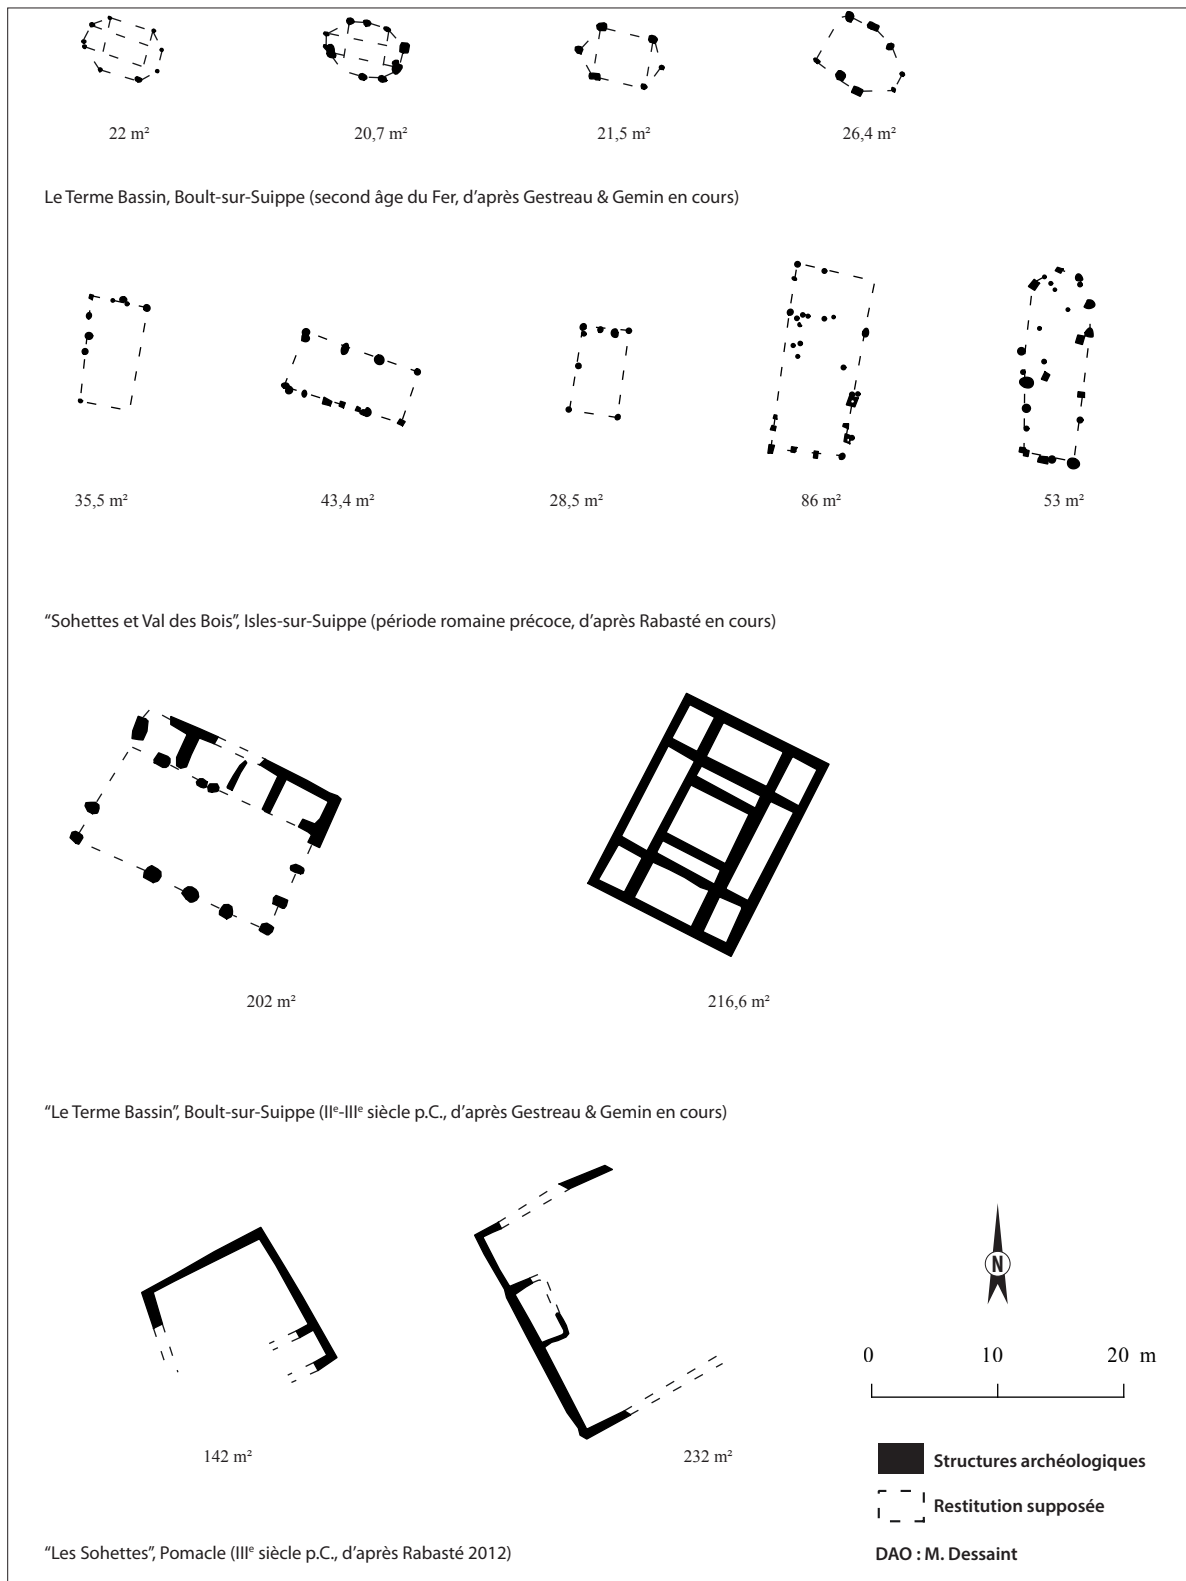 22 m²
20,7 m²
21,5 m²
26,4 m²
Le Terme Bassin, Boult-sur-Suippe (second âge du Fer, d’après Gestreau & Gemin en cours)
35,5 m²
43,4 m²
28,5 m²
86 m²
53 m²
“Sohettes et Val des Bois”, Isles-sur-Suippe (période romaine précoce, d’après Rabasté en cours)
202 m²
216,6 m²
“Le Terme Bassin”, Boult-sur-Suippe (IIᵉ-IIIᵉ siècle p.C., d’après Gestreau & Gemin en cours)
N
0 10 20 m
142 m²
232 m²
Structures archéologiques
Restitution supposée
“Les Sohettes”, Pomacle (IIIᵉ siècle p.C., d’après Rabasté 2012)
DAO : M. Dessaint